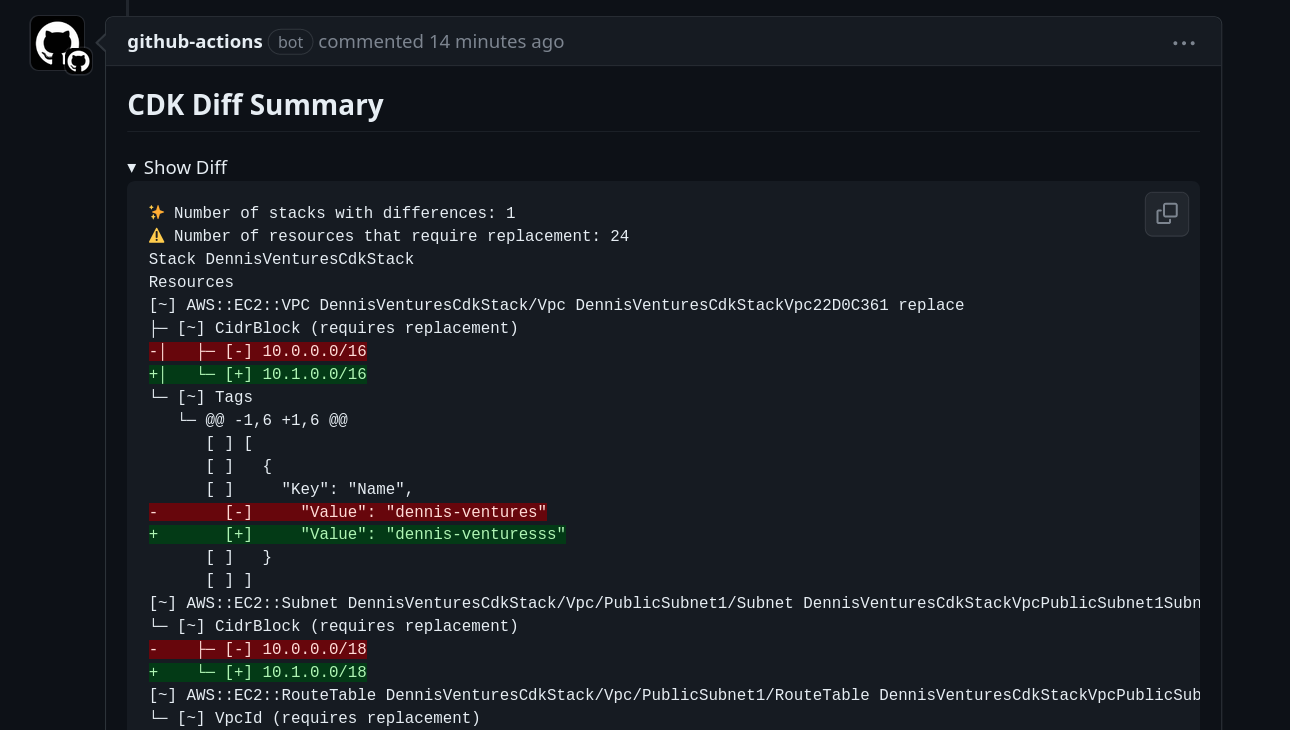 github-actions bot commented 14 minutes ago
CDK Diff Summary
▼ Show Diff
✨ Number of stacks with differences: 1
⚠️ Number of resources that require replacement: 24
Stack DennisVenturesCdkStack
Resources
[~] AWS::EC2::VPC DennisVenturesCdkStack/Vpc DennisVenturesCdkStackVpc22D0C361 replace
├─ [~] CidrBlock (requires replacement)
-│   ├─ [-] 10.0.0.0/16
+│   └─ [+] 10.1.0.0/16
└─ [~] Tags
   └─ @@ -1,6 +1,6 @@
      [ ] [
      [ ]   {
      [ ]     "Key": "Name",
-       [-]     "Value": "dennis-ventures"
+       [+]     "Value": "dennis-venturesss"
      [ ]   }
      [ ] ]
[~] AWS::EC2::Subnet DennisVenturesCdkStack/Vpc/PublicSubnet1/Subnet DennisVenturesCdkStackVpcPublicSubnet1Subn
└─ [~] CidrBlock (requires replacement)
-    ├─ [-] 10.0.0.0/18
+    └─ [+] 10.1.0.0/18
[~] AWS::EC2::RouteTable DennisVenturesCdkStack/Vpc/PublicSubnet1/RouteTable DennisVenturesCdkStackVpcPublicSub
└─ [~] VpcId (requires replacement)